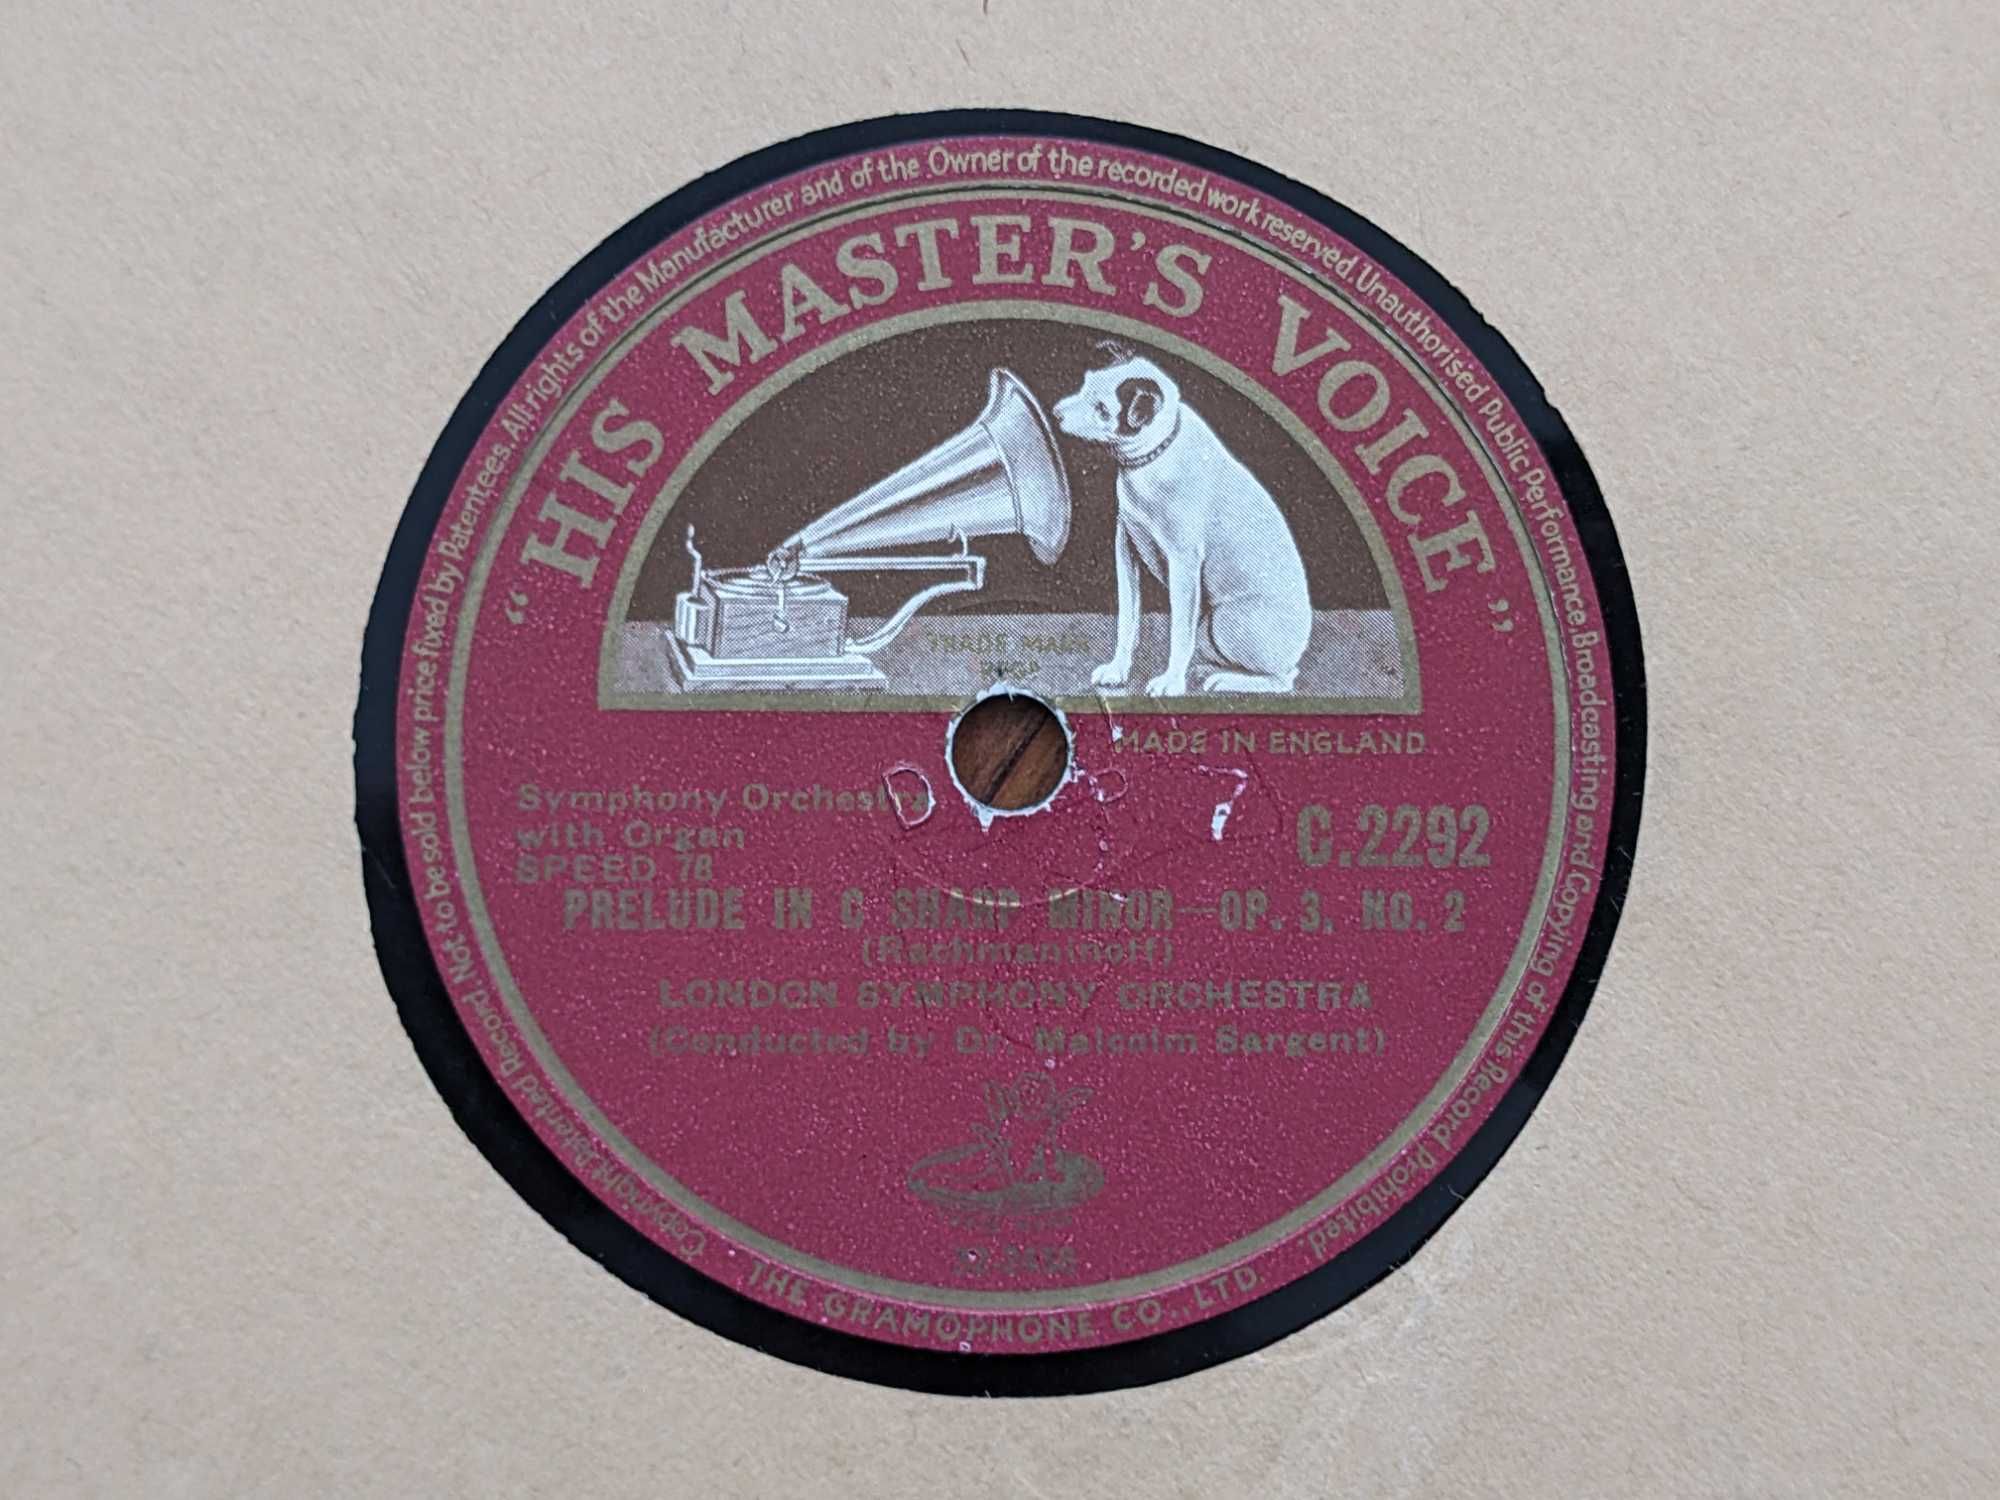 Copyright. Patented Record. Not to be sold below price fixed by Patentees. All rights of the Manufacturer and of the Owner of the recorded work reserved. Unauthorised Public Performance, Broadcasting and Copying of this Record Prohibited.
"HIS MASTER'S VOICE"
TRADE MARK
MADE IN ENGLAND
D 7
Symphony Orchestra
with Organ
SPEED 78
C.2292
PRELUDE IN C SHARP MINOR—OP. 3, NO. 2
(Rachmaninoff)
LONDON SYMPHONY ORCHESTRA
(Conducted by Dr. Malcolm Sargent)
THE GRAMOPHONE CO., LTD.